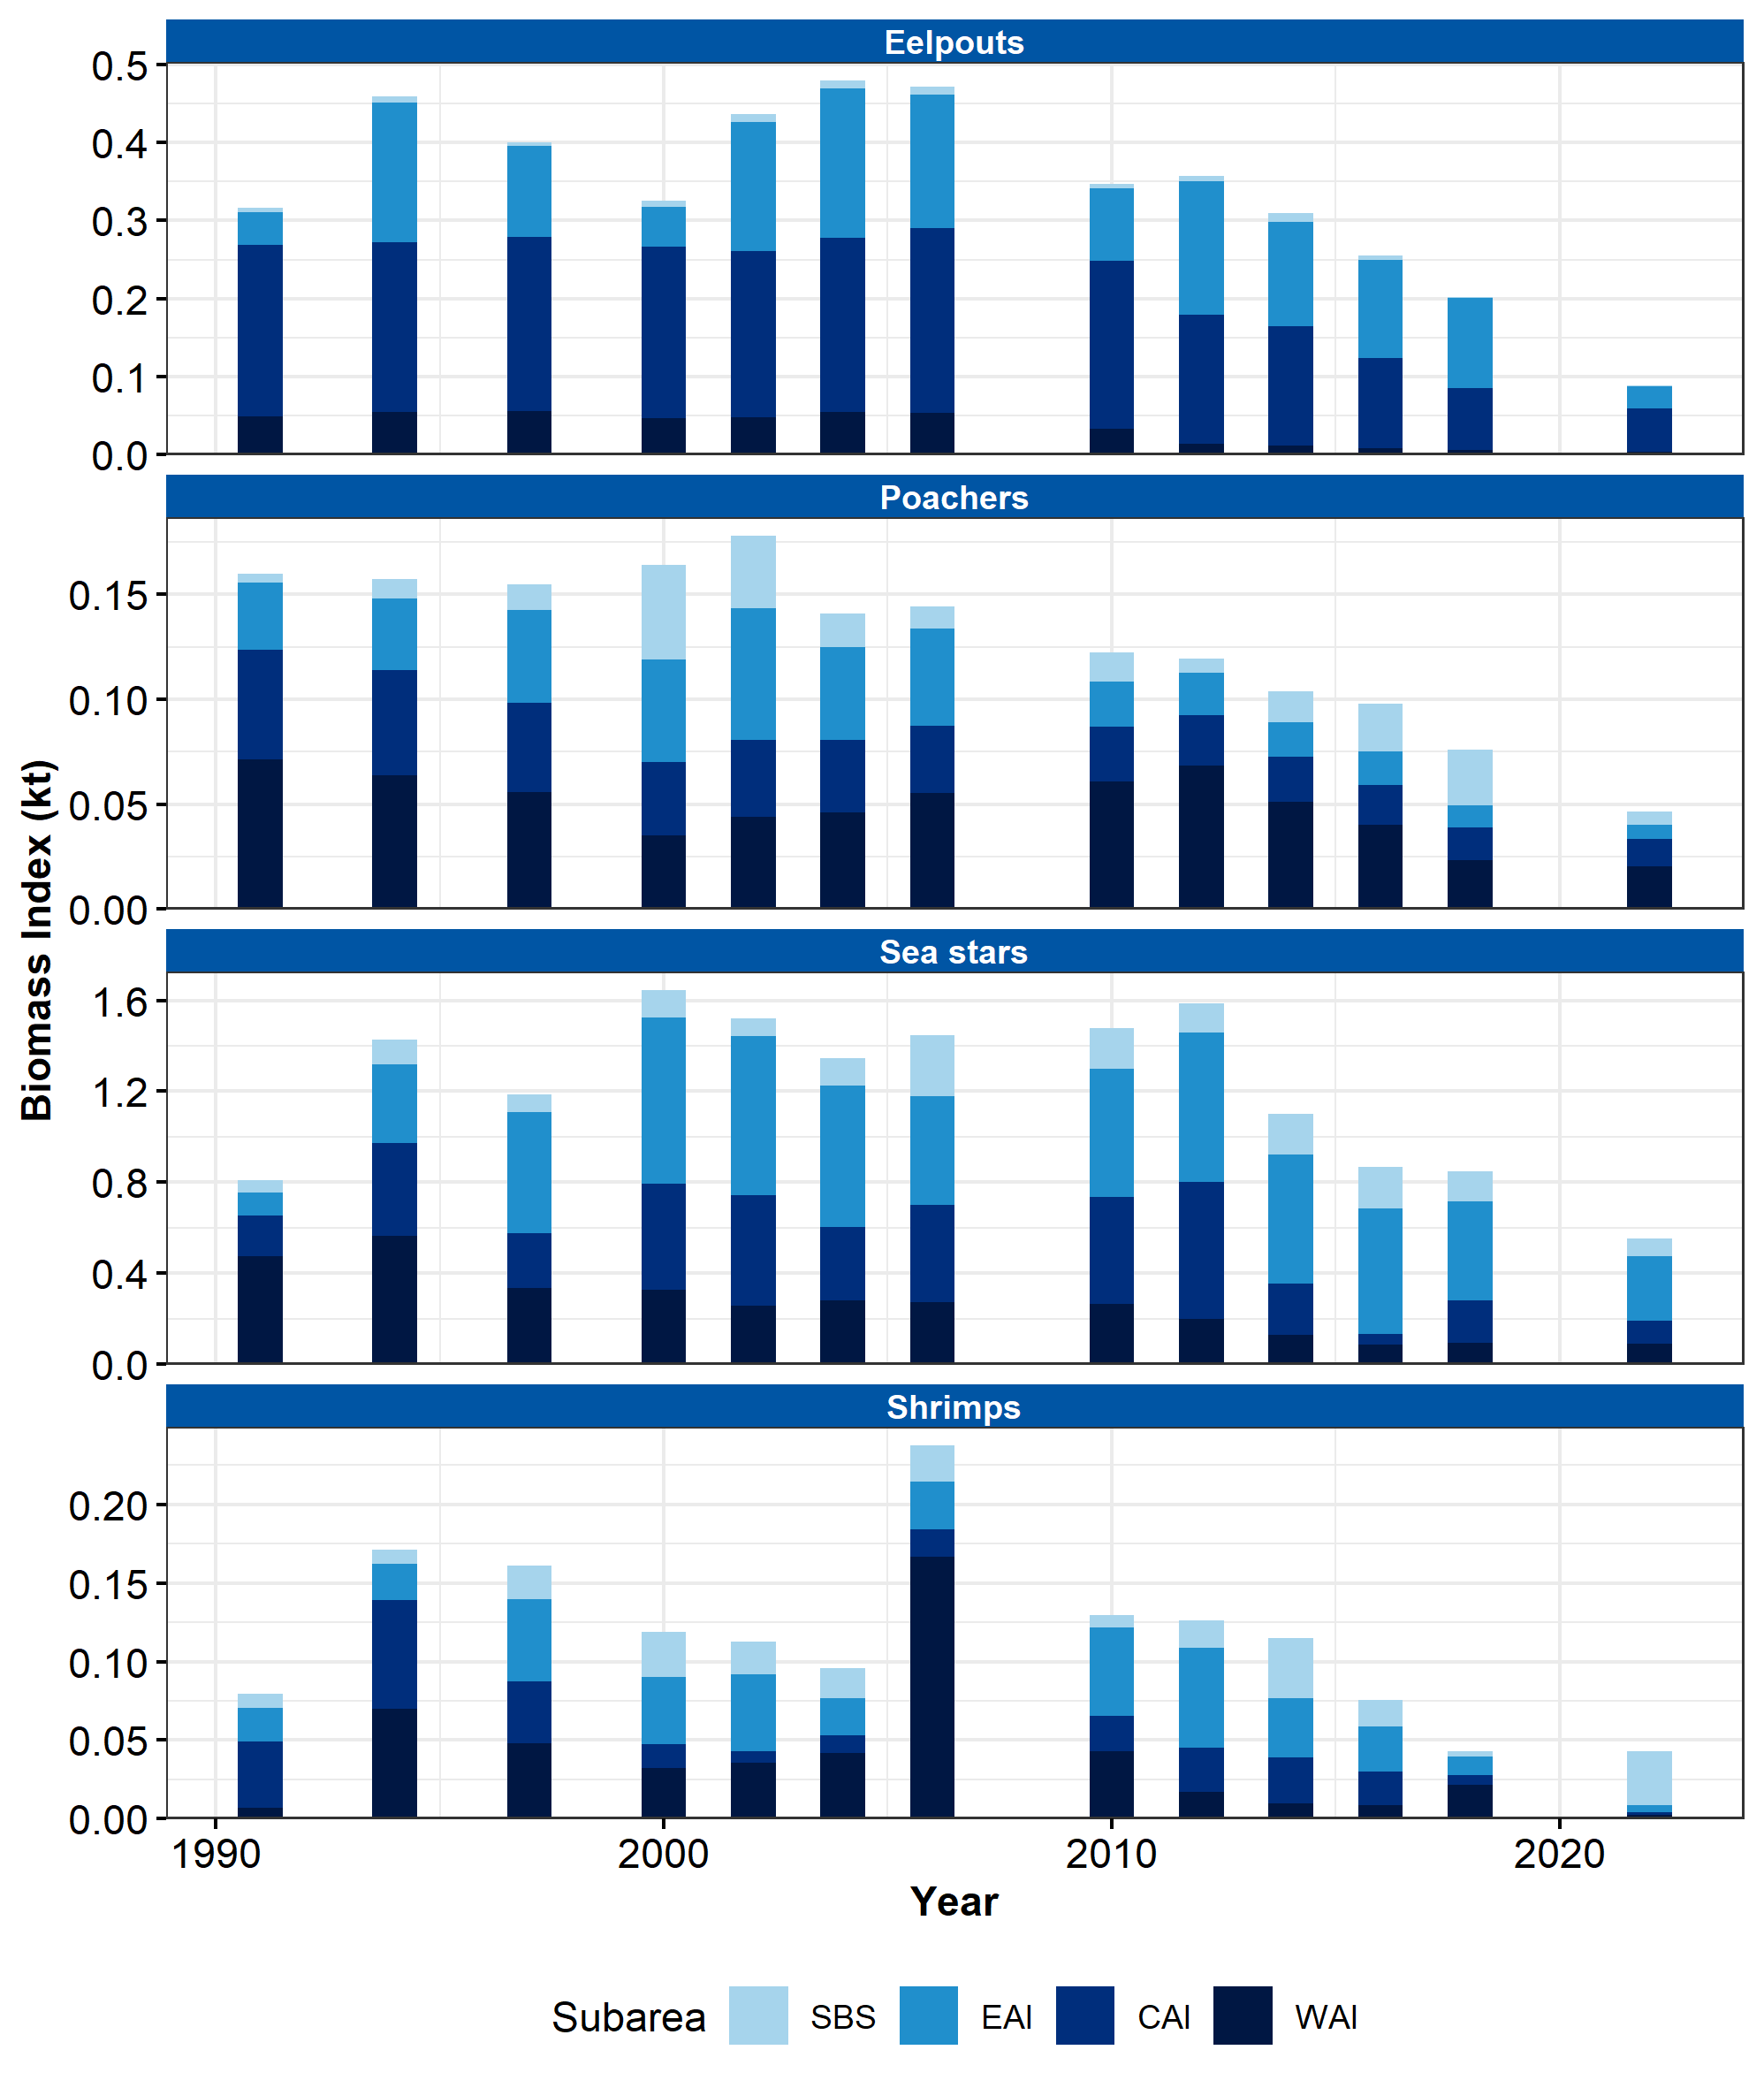 Eelpouts
0.5
0.4
0.3
0.2
0.1
0.0
Poachers
0.15
0.10
0.05
0.00
Sea stars
1.6
1.2
0.8
0.4
0.0
Shrimps
0.20
0.15
0.10
0.05
0.00
Biomass Index (kt)
1990 2000 2010 2020
Year
Subarea SBS EAI CAI WAI